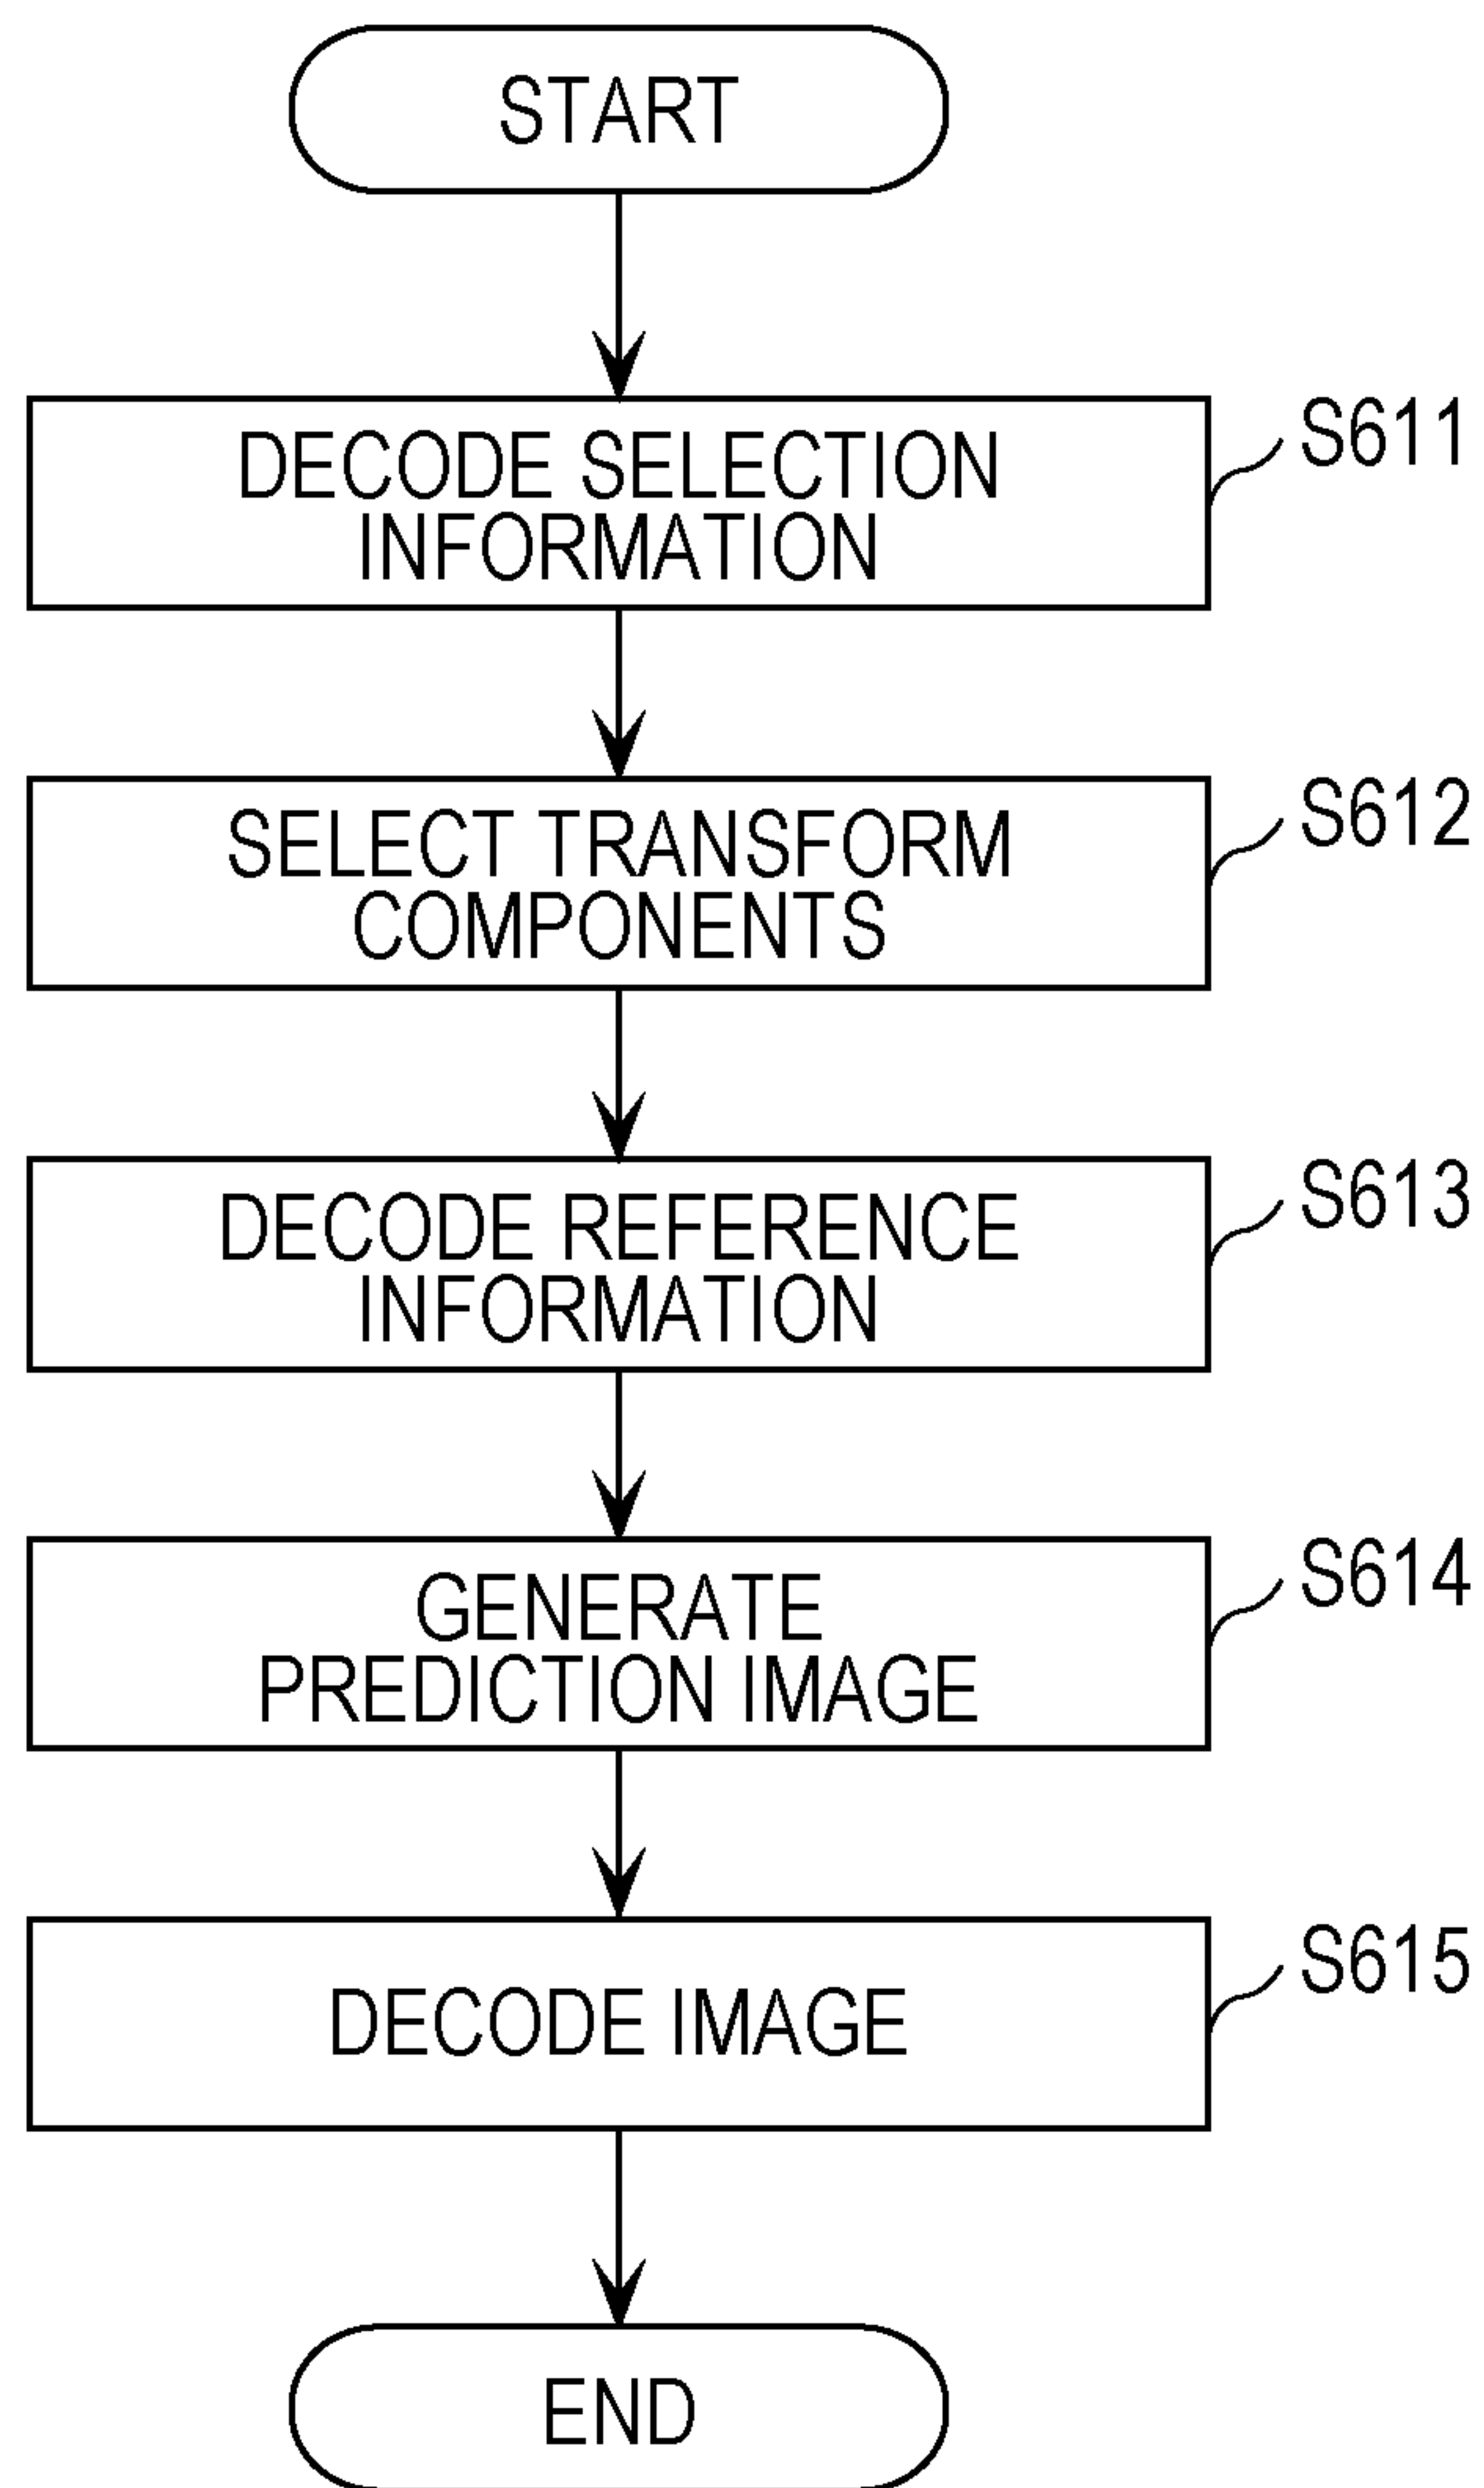 START
DECODE SELECTION
INFORMATION
S611
SELECT TRANSFORM
COMPONENTS
S612
DECODE REFERENCE
INFORMATION
S613
GENERATE
PREDICTION IMAGE
S614
DECODE IMAGE
S615
END